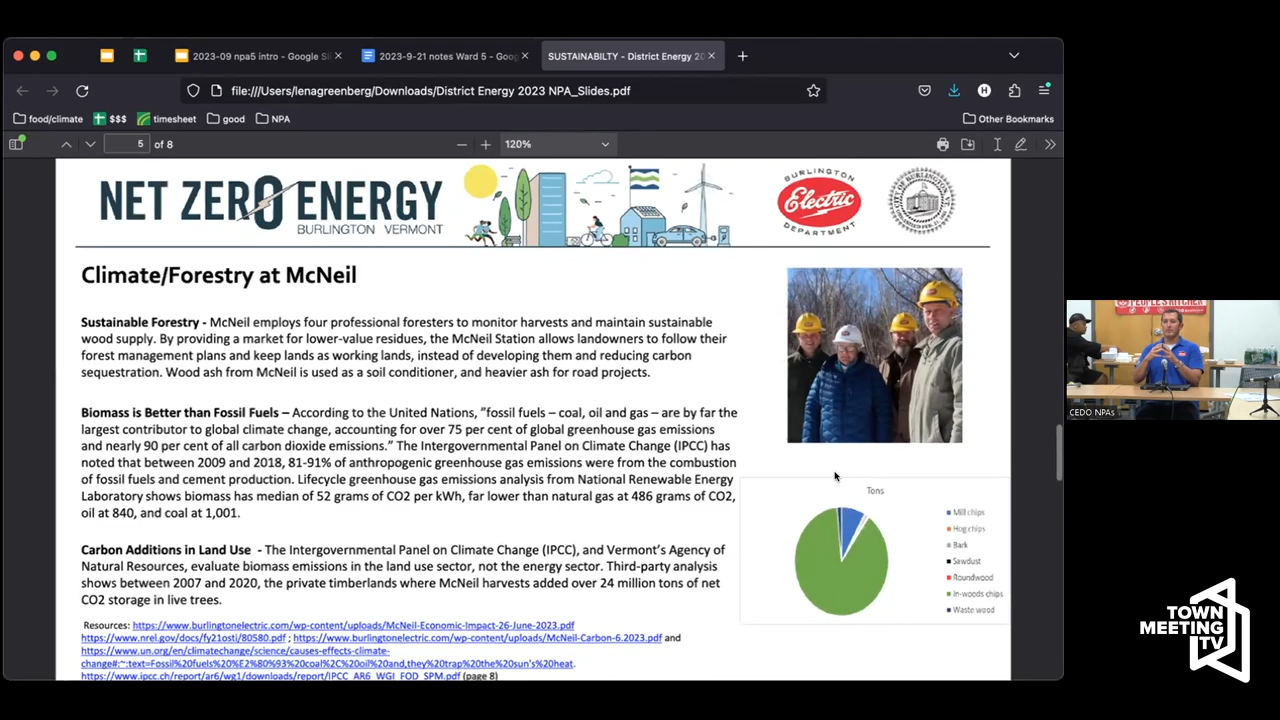 2023-09 npa5 intro - Google Sl
2023-9-21 notes Ward 5 - Goog
SUSTAINABILTY - District Energy 20
file:///Users/lenagreenberg/Downloads/District Energy 2023 NPA_Slides.pdf
food/climate
$$$
timesheet
good
NPA
Other Bookmarks
5 of 8
120%
NET ZERO ENERGY
BURLINGTON VERMONT
BURLINGTON
Electric
DEPARTMENT
Climate/Forestry at McNeil
Sustainable Forestry - McNeil employs four professional foresters to monitor harvests and maintain sustainable
wood supply. By providing a market for lower-value residues, the McNeil Station allows landowners to follow their
forest management plans and keep lands as working lands, instead of developing them and reducing carbon
sequestration. Wood ash from McNeil is used as a soil conditioner, and heavier ash for road projects.
Biomass is Better than Fossil Fuels – According to the United Nations, "fossil fuels – coal, oil and gas – are by far the
largest contributor to global climate change, accounting for over 75 per cent of global greenhouse gas emissions
and nearly 90 per cent of all carbon dioxide emissions." The Intergovernmental Panel on Climate Change (IPCC) has
noted that between 2009 and 2018, 81-91% of anthropogenic greenhouse gas emissions were from the combustion
of fossil fuels and cement production. Lifecycle greenhouse gas emissions analysis from National Renewable Energy
Laboratory shows biomass has median of 52 grams of CO2 per kWh, far lower than natural gas at 486 grams of CO2,
oil at 840, and coal at 1,001.
Carbon Additions in Land Use - The Intergovernmental Panel on Climate Change (IPCC), and Vermont's Agency of
Natural Resources, evaluate biomass emissions in the land use sector, not the energy sector. Third-party analysis
shows between 2007 and 2020, the private timberlands where McNeil harvests added over 24 million tons of net
CO2 storage in live trees.
Resources: https://www.burlingtonelectric.com/wp-content/uploads/McNeil-Economic-Impact-26-June-2023.pdf
https://www.nrel.gov/docs/fy21osti/80580.pdf ; https://www.burlingtonelectric.com/wp-content/uploads/McNeil-Carbon-6.2023.pdf and
https://www.un.org/en/climatechange/science/causes-effects-climate-
change#:~:text=Fossil%20fuels%20%E2%80%93%20coal%2C%20oil%20and,they%20trap%20the%20sun's%20heat.
https://www.ipcc.ch/report/ar6/wg1/downloads/report/IPCC_AR6_WGI_FOD_SPM.pdf (page 8)
Tons
Mill chips
Hog chips
Bark
Sawdust
Roundwood
In-woods chips
Waste wood
PEOPLE'S KITCHEN
CEDO NPAs
TOWN
MEETING
TV